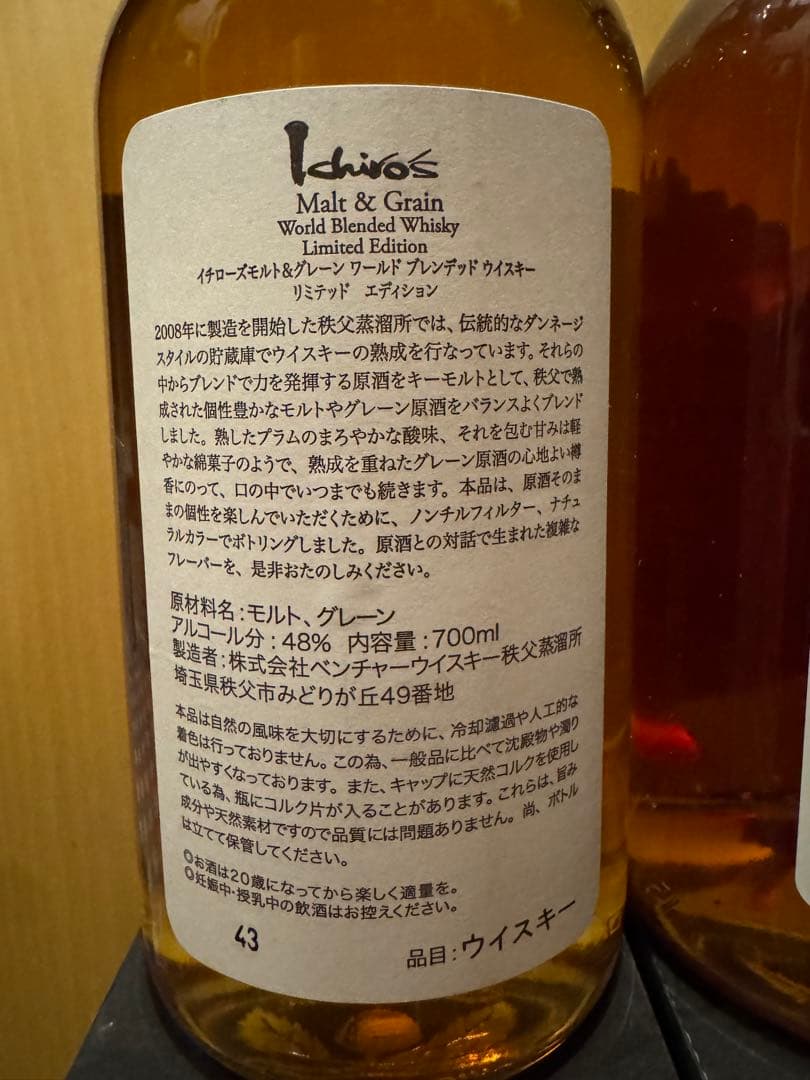 Ichiro's
Malt & Grain
World Blended Whisky
Limited Edition
イチローズモルト&グレーン ワールド ブレンデッド ウイスキー
リミテッド エディション
2008年に製造を開始した秩父蒸溜所では、伝統的なダンネージ
スタイルの貯蔵庫でウイスキーの熟成を行なっています。それらの
中からブレンドで力を発揮する原酒をキーモルトとして、秩父で熟
成された個性豊かなモルトやグレーン原酒をバランスよくブレンド
しました。熟したプラムのまろやかな酸味、それを包む甘みは軽
やかな綿菓子のようで、熟成を重ねたグレーン原酒の心地よい樽
香にのって、口の中でいつまでも続きます。本品は、原酒そのま
まの個性を楽しんでいただくために、ノンチルフィルター、ナチュ
ラルカラーでボトリングしました。原酒との対話で生まれた複雑な
フレーバーを、是非おたのしみください。
原材料名:モルト、グレーン
アルコール分:48% 内容量:700ml
製造者:株式会社ベンチャーウイスキー秩父蒸溜所
埼玉県秩父市みどりが丘49番地
本品は自然の風味を大切にするために、冷却濾過や人工的な
着色は行っておりません。この為、一般品に比べて沈殿物や濁り
が出やすくなっております。また、キャップに天然コルクを使用し
ている為、瓶にコルク片が入ることがあります。これらは、旨み
成分や天然素材ですので品質には問題ありません。尚、ボトル
は立てて保管してください。
◎お酒は20歳になってから楽しく適量を。
◎妊娠中・授乳中の飲酒はお控えください。
43
品目:ウイスキー